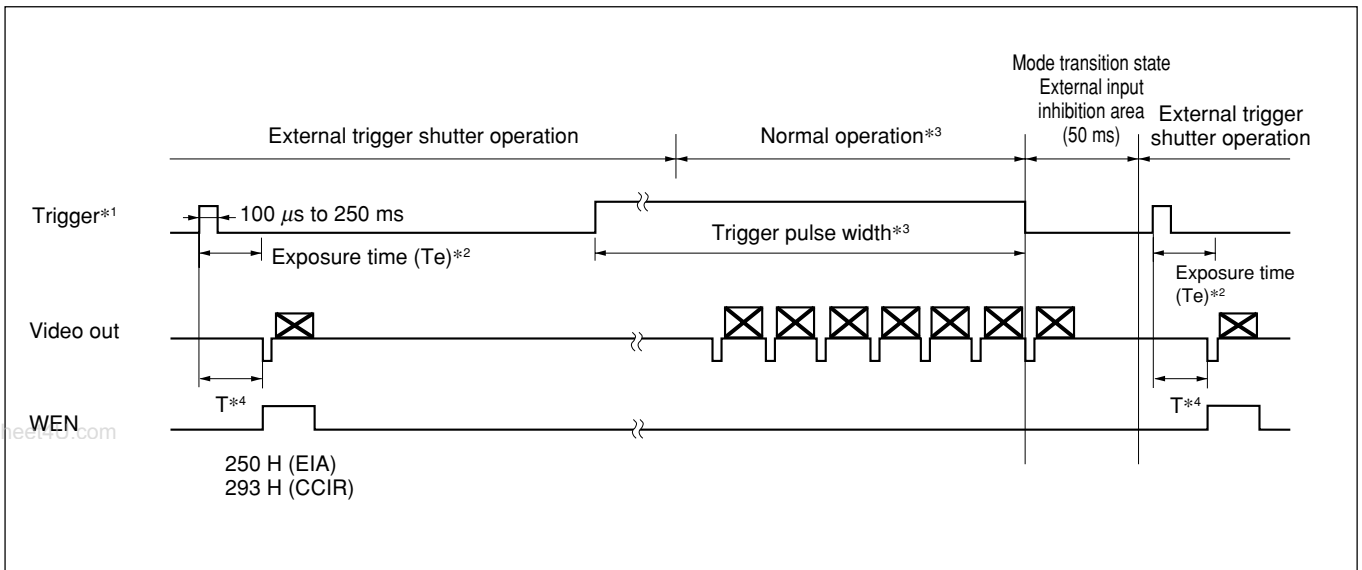 Mode transition state
External input
inhibition area
(50 ms)
External trigger shutter operation
Normal operation*3
External trigger
shutter operation
Trigger*1
100 μs to 250 ms
Exposure time (Te)*2
Trigger pulse width*3
Exposure time
(Te)*2
Video out
T*4
T*4
WEN
heet4U.com
250 H (EIA)
293 H (CCIR)